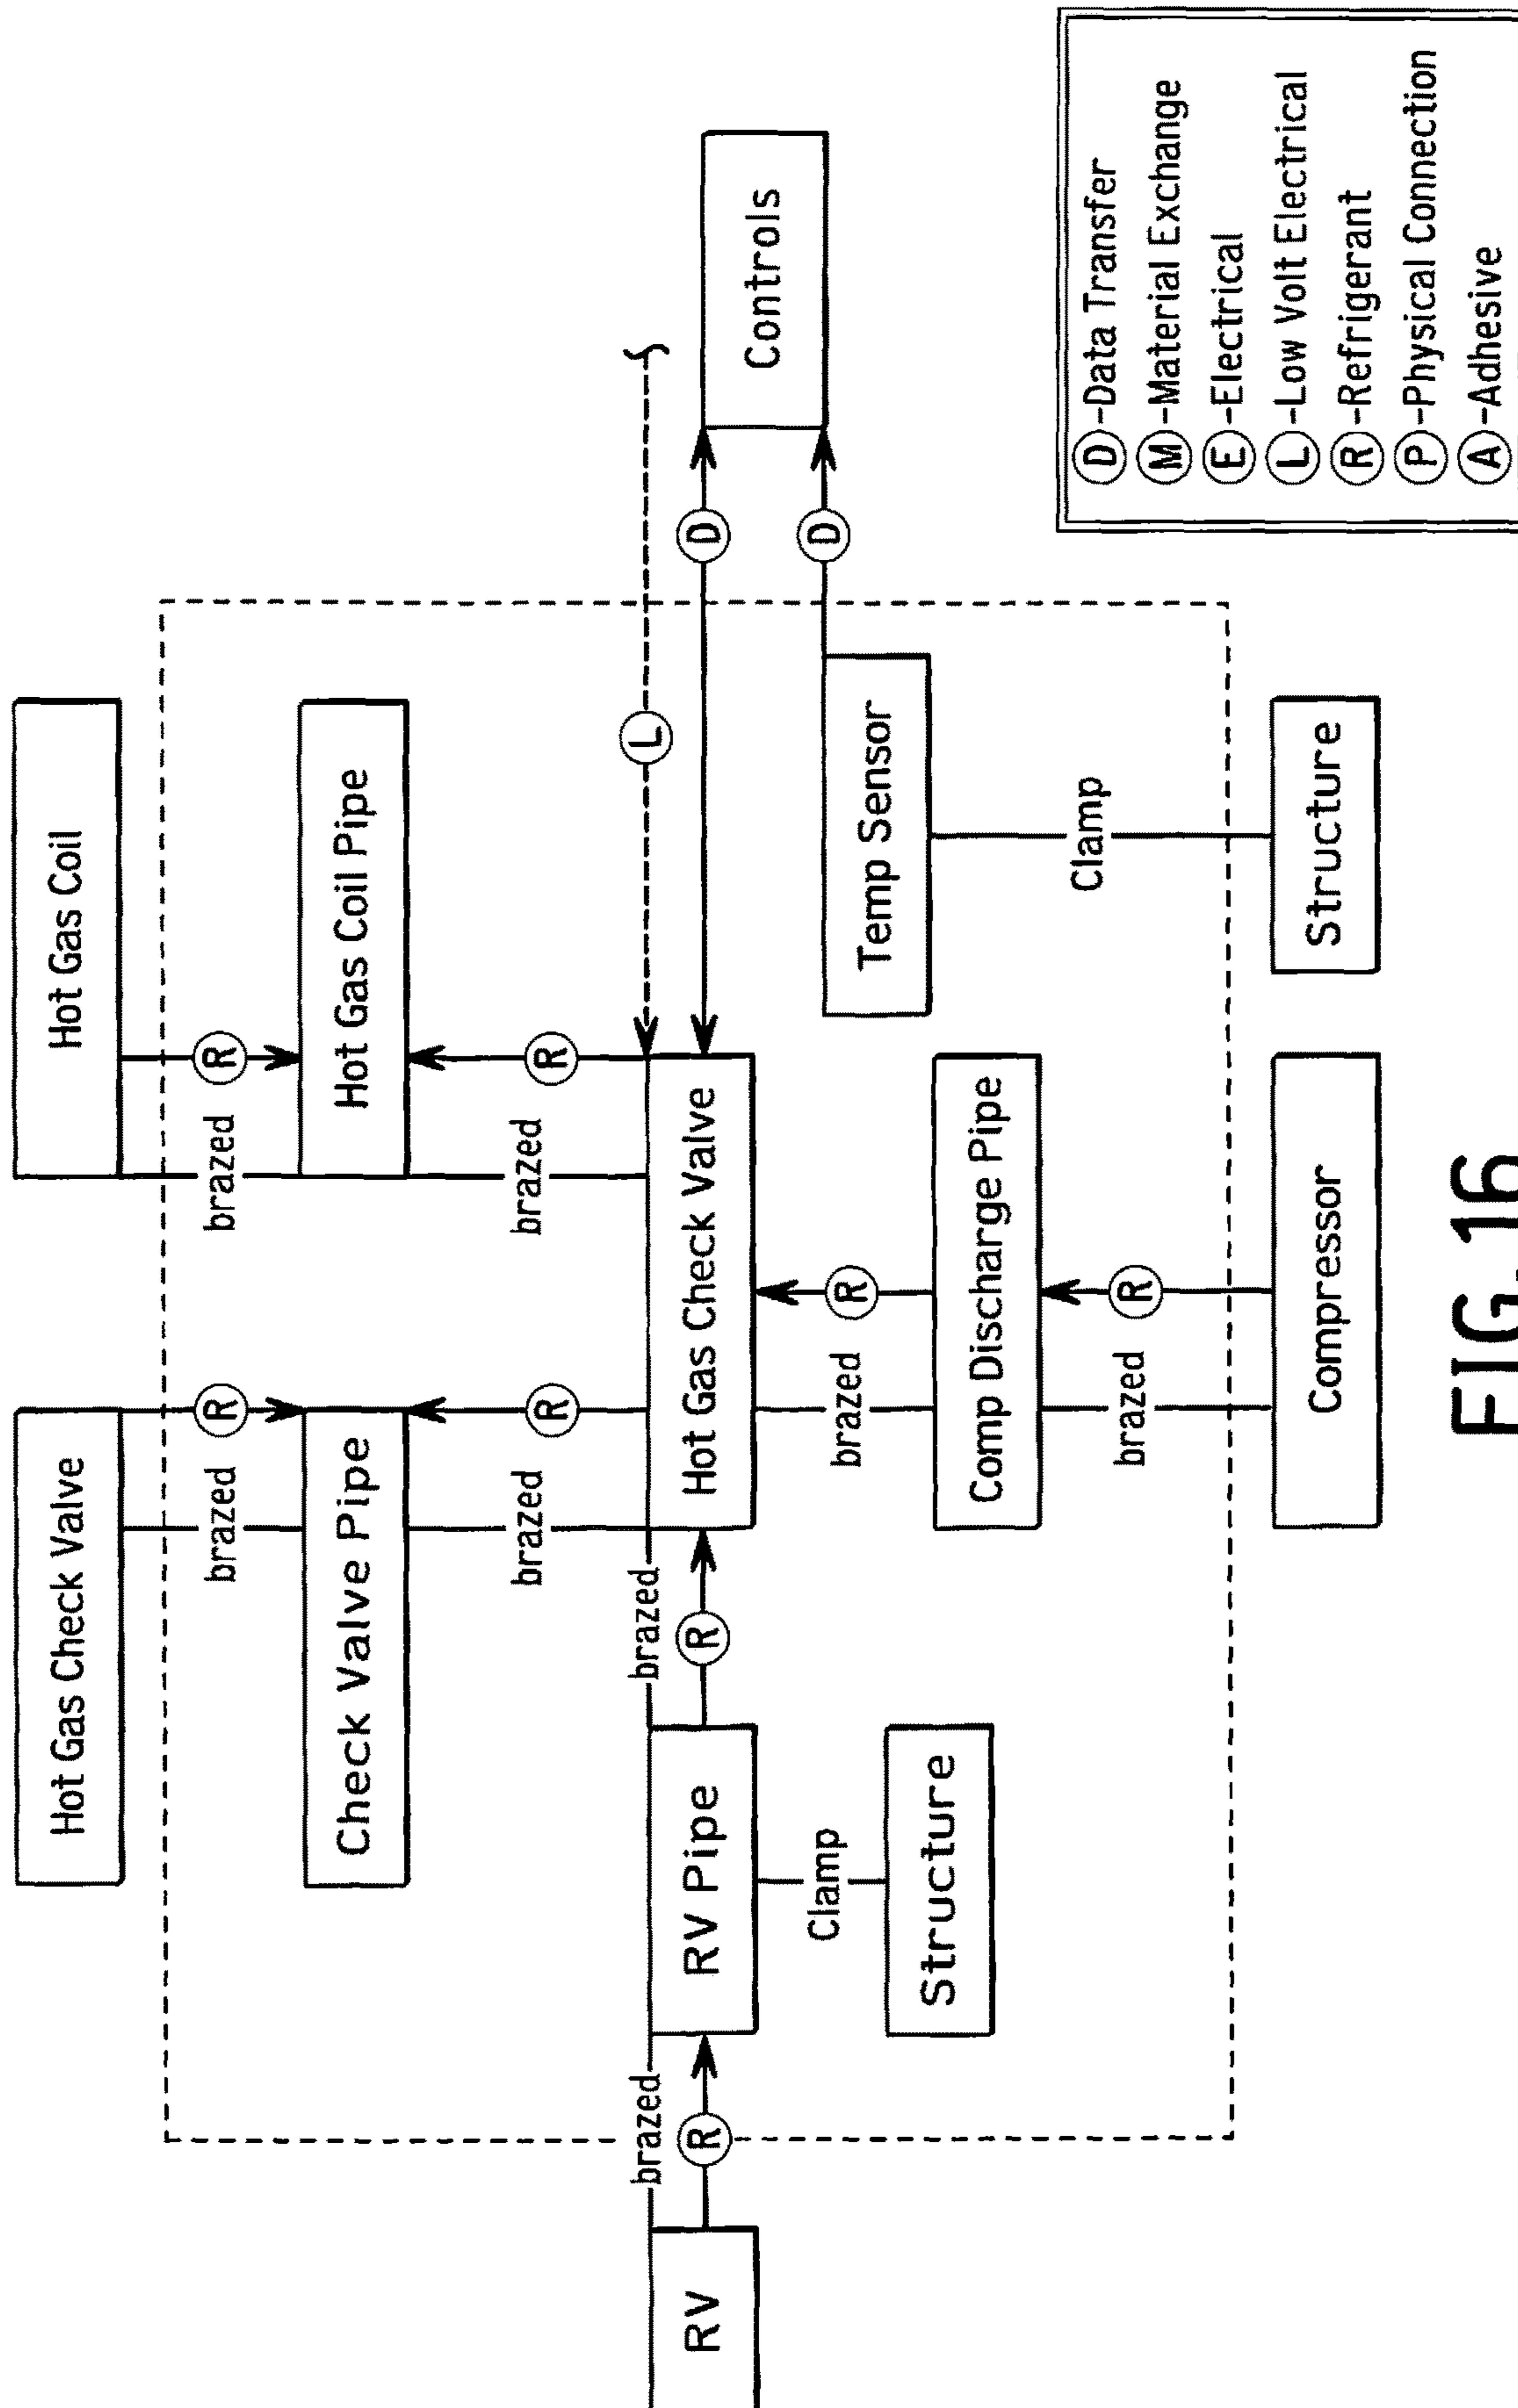 Hot Gas Check Valve
Hot Gas Coil
R
R
brazed
brazed
Check Valve Pipe
Hot Gas Coil Pipe
R
R
brazed
brazed
L
brazed
brazed
RV
R
RV Pipe
R
Hot Gas Check Valve
D
Controls
D
Temp Sensor
Clamp
brazed
R
Structure
Comp Discharge Pipe
Clamp
brazed
R
Compressor
Structure
D-Data Transfer
M-Material Exchange
E-Electrical
L-Low Volt Electrical
R-Refrigerant
P-Physical Connection
A-Adhesive
FIG.16